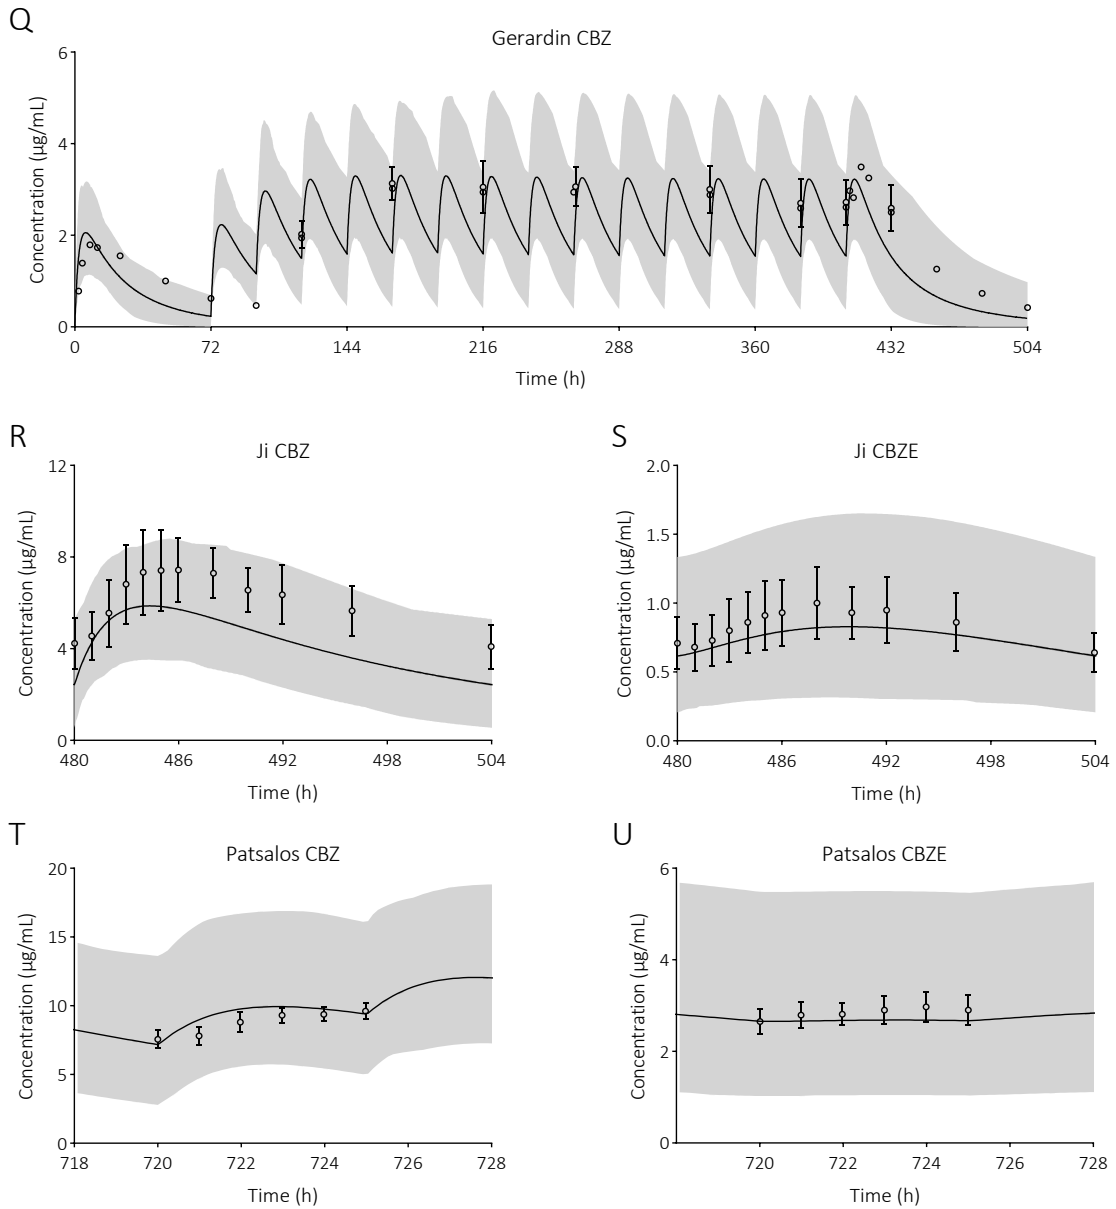 Q
Gerardin CBZ
Concentration (µg/mL)
6
4
2
0
0 72 144 216 288 360 432 504
Time (h)
R
Ji CBZ
Concentration (µg/mL)
12
8
4
0
480 486 492 498 504
Time (h)
S
Ji CBZE
Concentration (µg/mL)
2.0
1.5
1.0
0.5
0.0
480 486 492 498 504
Time (h)
T
Patsalos CBZ
Concentration (µg/mL)
20
15
10
5
0
718 720 722 724 726 728
Time (h)
U
Patsalos CBZE
Concentration (µg/mL)
6
4
2
0
720 722 724 726 728
Time (h)